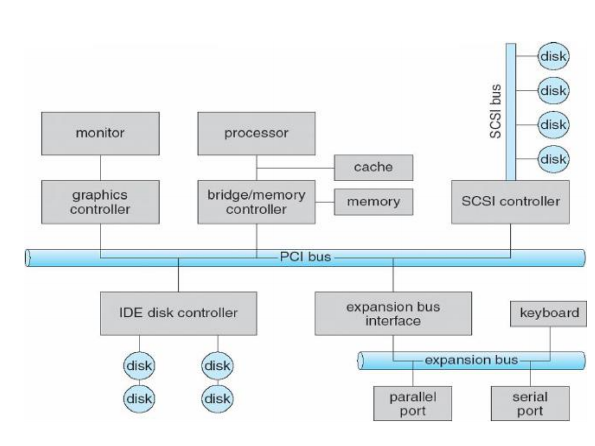 SCSI bus
disk
disk
disk
disk
monitor
processor
cache
graphics
controller
bridge/memory
controller
memory
SCSI controller
PCI bus
IDE disk controller
expansion bus
interface
keyboard
disk
disk
disk
disk
expansion bus
parallel
port
serial
port